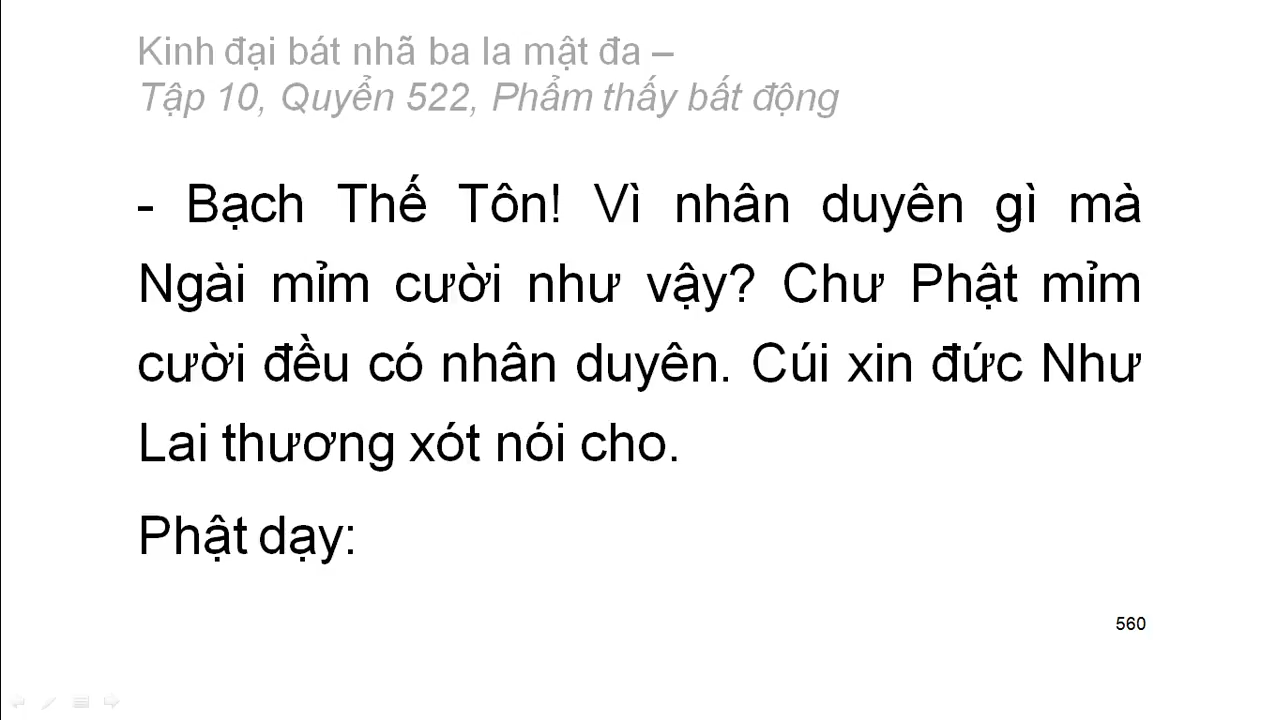 Kinh đại bát nhã ba la mật đa –
Tập 10, Quyển 522, Phẩm thấy bất động
- Bạch Thế Tôn! Vì nhân duyên gì mà
Ngài mỉm cười như vậy? Chư Phật mỉm
cười đều có nhân duyên. Cúi xin đức Như
Lai thương xót nói cho.
Phật dạy:
560